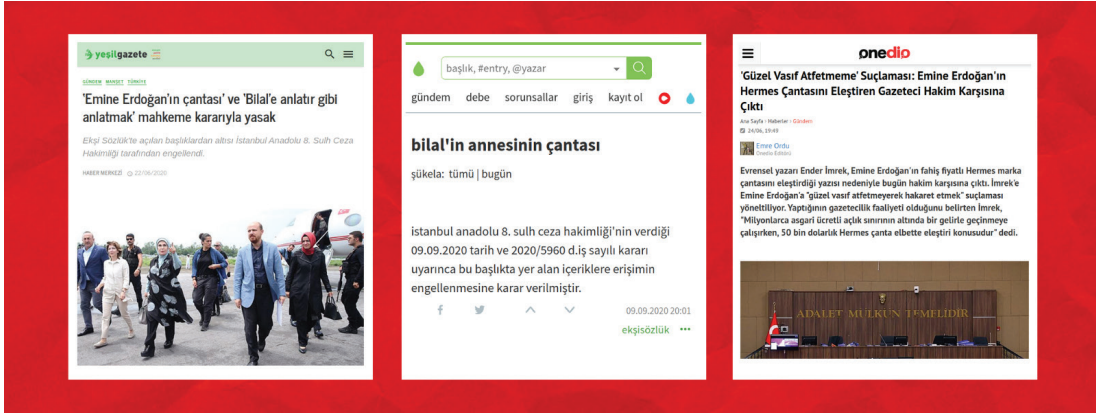 yeşilgazete
GÜNDEM MANŞET TÜRKİYE
'Emine Erdoğan'ın çantası' ve 'Bilal'e anlatır gibi
anlatmak' mahkeme kararıyla yasak
Ekşi Sözlük'te açılan başlıklardan altısı İstanbul Anadolu 8. Sulh Ceza
Hakimliği tarafından engellendi.
HABER MERKEZİ 22/06/2020
başlık, #entry, @yazar
gündem debe sorunsallar giriş kayıt ol
bilal'in annesinin çantası
şükela: tümü | bugün
istanbul anadolu 8. sulh ceza hakimliği'nin verdiği
09.09.2020 tarih ve 2020/5960 d.iş sayılı kararı
uyarınca bu başlıkta yer alan içeriklere erişimin
engellenmesine karar verilmiştir.
09.09.2020 20:01
ekşisözlük
onedio
'Güzel Vasıf Atfetmeme' Suçlaması: Emine Erdoğan'ın
Hermes Çantasını Eleştiren Gazeteci Hakim Karşısına
Çıktı
Ana Sayfa › Haberler › Gündem
24/06, 19:49
Emre Ordu
Onedio Editörü
Evrensel yazarı Ender İmrek, Emine Erdoğan'ın fahiş fiyatlı Hermes marka
çantasını eleştirdiği yazısı nedeniyle bugün hakim karşısına çıktı. İmrek'e
Emine Erdoğan'a "güzel vasıf atfetmeyerek hakaret etmek" suçlaması
yöneltiliyor. Yaptığının gazetecilik faaliyeti olduğunu belirten İmrek,
"Milyonlarca asgari ücretli açlık sınırının altında bir gelirle geçinmeye
çalışırken, 50 bin dolarlık Hermes çanta elbette eleştiri konusudur" dedi.
ADALET MÜLKÜN TEMELİDİR